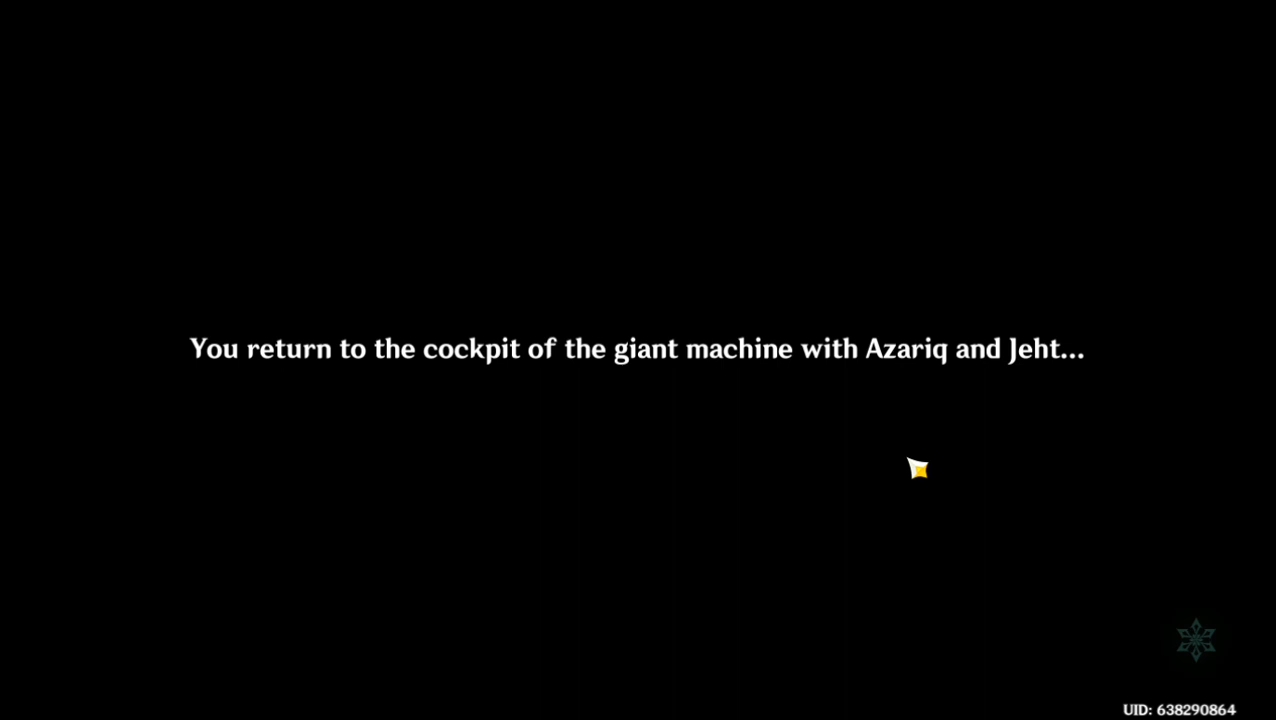 You return to the cockpit of the giant machine with Azariq and Jeht...
UID: 638290864